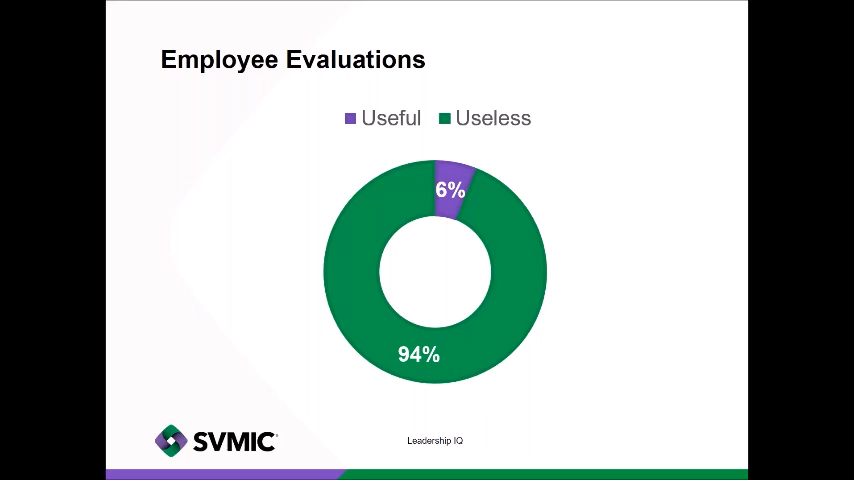 Employee Evaluations
Useful Useless
6%
94%
SVMIC
Leadership IQ